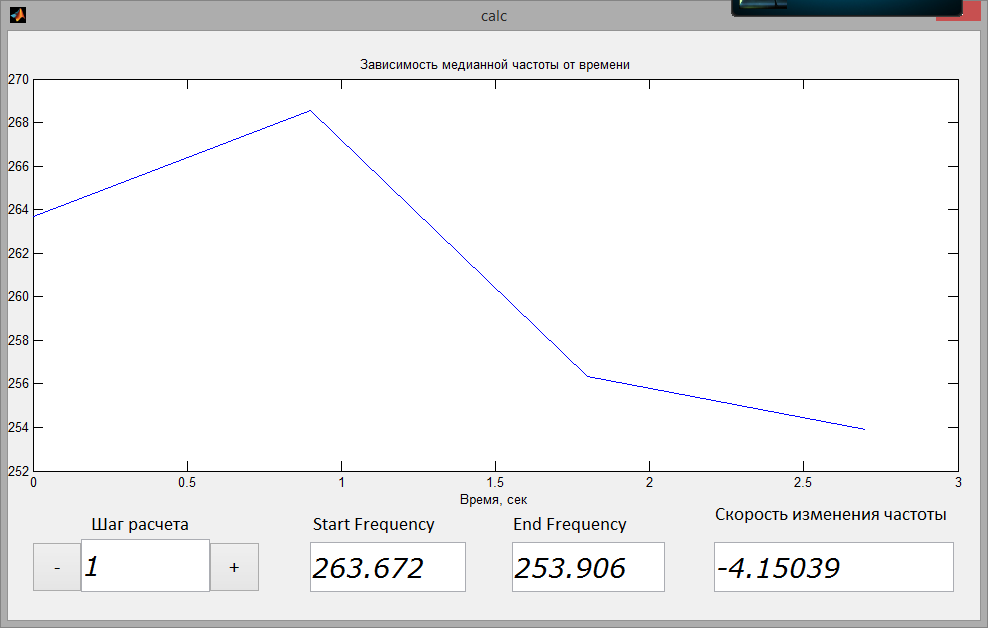 calc
Зависимость медианной частоты от времени
270
268
266
264
262
260
258
256
254
252
0 0.5 1 1.5 2 2.5 3
Время, сек
Шаг расчета Start Frequency End Frequency Скорость изменения частоты
- 1 + 263.672 253.906 -4.15039